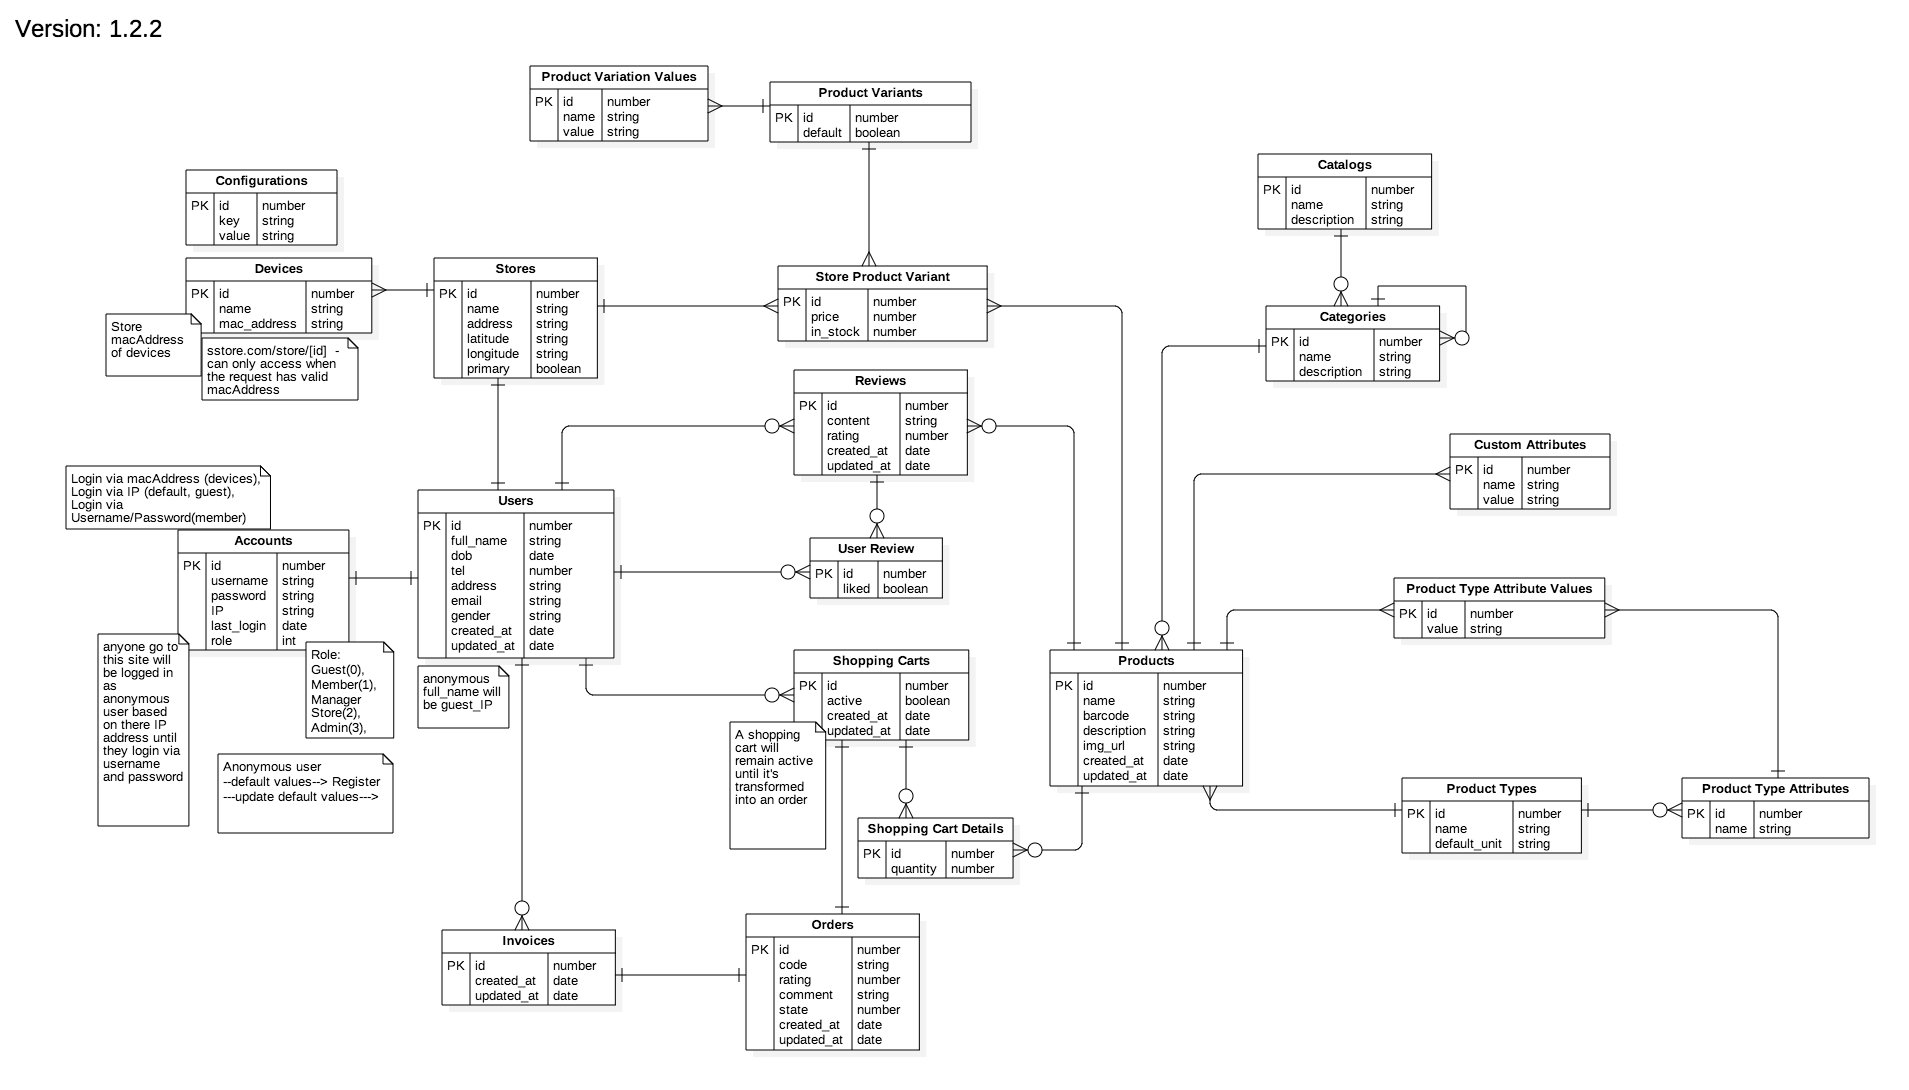 Version: 1.2.2
Product Variation Values
PK id number
name string
value string
Product Variants
PK id number
default boolean
Configurations
PK id number
key string
value string
Catalogs
PK id number
name string
description string
Devices
PK id number
name string
mac_address string
Store
macAddress
of devices
sstore.com/store/[id] -
can only access when
the request has valid
macAddress
Stores
PK id number
name string
address string
latitude string
longitude string
primary boolean
Store Product Variant
PK id number
price number
in_stock number
Categories
PK id number
name string
description string
Reviews
PK id number
content string
rating number
created_at date
updated_at date
Custom Attributes
PK id number
name string
value string
Login via macAddress (devices),
Login via IP (default, guest),
Login via
Username/Password(member)
Accounts
PK id number
username string
password string
IP string
last_login date
role int
anyone go to
this site will
be logged in
as
anonymous
user based
on there IP
address until
they login via
username
and password
Role:
Guest(0),
Member(1),
Manager
Store(2),
Admin(3),
Anonymous user
--default values--> Register
---update default values--->
Users
PK id number
full_name string
dob date
tel number
address string
email string
gender string
created_at date
updated_at date
anonymous
full_name will
be guest_IP
User Review
PK id number
liked boolean
Product Type Attribute Values
PK id number
value string
Shopping Carts
PK id number
active boolean
created_at date
updated_at date
A shopping
cart will
remain active
until it's
transformed
into an order
Products
PK id number
name string
barcode string
description string
img_url string
created_at date
updated_at date
Shopping Cart Details
PK id number
quantity number
Product Types
PK id number
name string
default_unit string
Product Type Attributes
PK id number
name string
Invoices
PK id number
created_at date
updated_at date
Orders
PK id number
code string
rating number
comment string
state number
created_at date
updated_at date